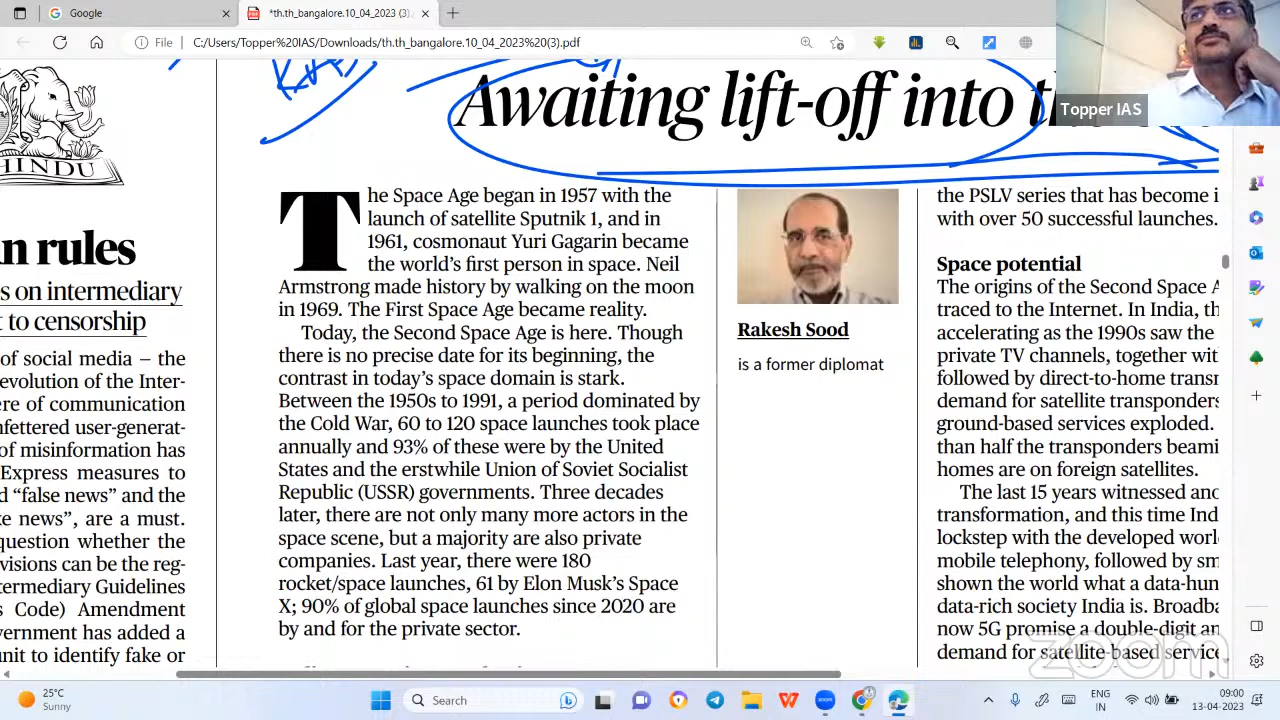 Google
*th.th_bangalore.10_04_2023 (3).
File
C:/Users/Topper%20IAS/Downloads/th.th_bangalore.10_04_2023%20(3).pdf
Topper IAS
Awaiting lift-off into
HINDU
n rules
s on intermediary
t to censorship
of social media – the
evolution of the Inter-
ere of communication
nfettered user-generat-
of misinformation has
Express measures to
d “false news” and the
ke news”, are a must.
question whether the
visions can be the reg-
termediary Guidelines
s Code) Amendment
vernment has added a
unit to identify fake or
The Space Age began in 1957 with the
launch of satellite Sputnik 1, and in
1961, cosmonaut Yuri Gagarin became
the world’s first person in space. Neil
Armstrong made history by walking on the moon
in 1969. The First Space Age became reality.
Today, the Second Space Age is here. Though
there is no precise date for its beginning, the
contrast in today’s space domain is stark.
Between the 1950s to 1991, a period dominated by
the Cold War, 60 to 120 space launches took place
annually and 93% of these were by the United
States and the erstwhile Union of Soviet Socialist
Republic (USSR) governments. Three decades
later, there are not only many more actors in the
space scene, but a majority are also private
companies. Last year, there were 180
rocket/space launches, 61 by Elon Musk’s Space
X; 90% of global space launches since 2020 are
by and for the private sector.
Rakesh Sood
is a former diplomat
the PSLV series that has become i
with over 50 successful launches.
Space potential
The origins of the Second Space A
traced to the Internet. In India, th
accelerating as the 1990s saw the
private TV channels, together wit
followed by direct-to-home transm
demand for satellite transponders
ground-based services exploded.
than half the transponders beami
homes are on foreign satellites.
The last 15 years witnessed ano
transformation, and this time Ind
lockstep with the developed worl
mobile telephony, followed by sm
shown the world what a data-hun
data-rich society India is. Broadba
now 5G promise a double-digit an
demand for satellite-based service
zoom
25°C
Sunny
Search
ENG
IN
09:00
13-04-2023